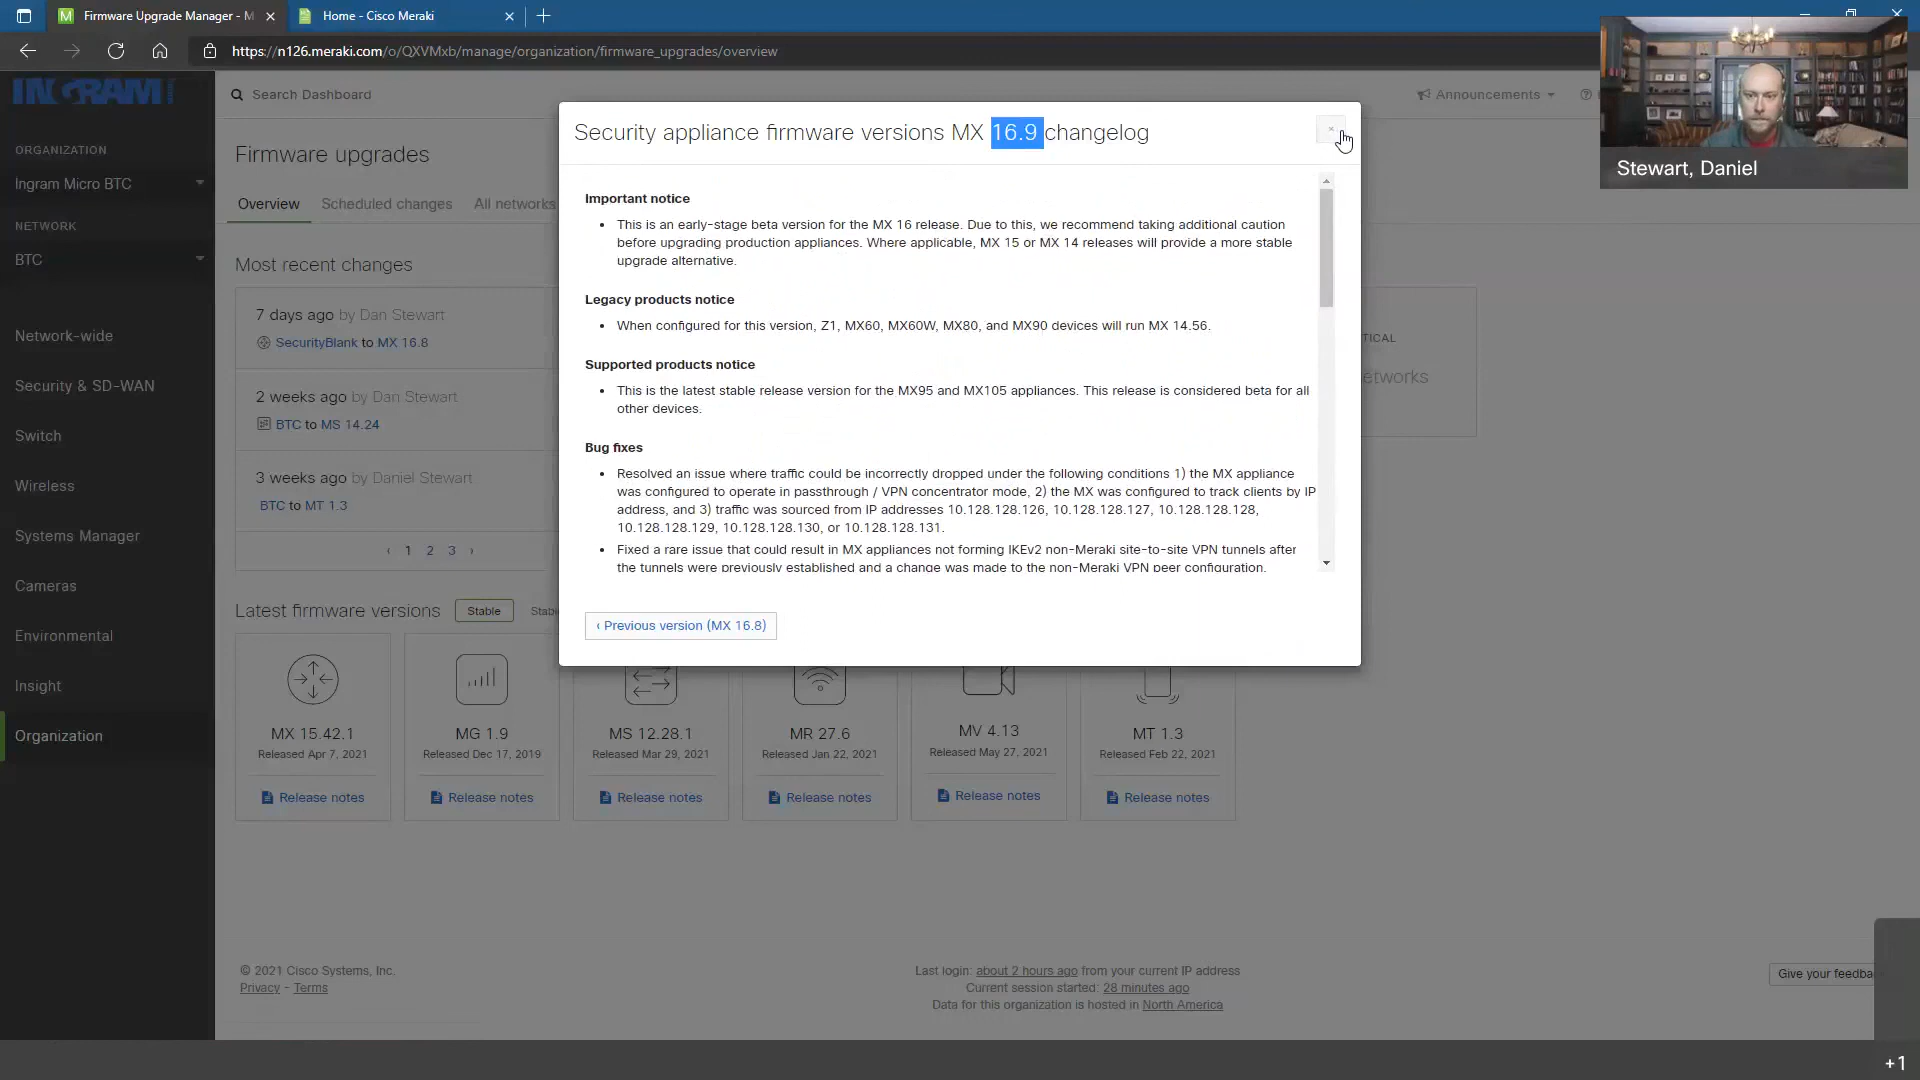 Firmware Upgrade Manager - M
Home - Cisco Meraki
https://n126.meraki.com/o/QXVMxb/manage/organization/firmware_upgrades/overview
INGRAM
Search Dashboard
Announcements
Stewart, Daniel
ORGANIZATION
Ingram Micro BTC
NETWORK
BTC
Network-wide
Security & SD-WAN
Switch
Wireless
Systems Manager
Cameras
Environmental
Insight
Organization
Firmware upgrades
Overview
Scheduled changes
All networks
Most recent changes
7 days ago by Dan Stewart
SecurityBlank to MX 16.8
2 weeks ago by Dan Stewart
BTC to MS 14.24
3 weeks ago by Daniel Stewart
BTC to MT 1.3
‹ 1 2 3 ›
TICAL
etworks
Security appliance firmware versions MX 16.9 changelog
×
Important notice
• This is an early-stage beta version for the MX 16 release. Due to this, we recommend taking additional caution
before upgrading production appliances. Where applicable, MX 15 or MX 14 releases will provide a more stable
upgrade alternative.
Legacy products notice
• When configured for this version, Z1, MX60, MX60W, MX80, and MX90 devices will run MX 14.56.
Supported products notice
• This is the latest stable release version for the MX95 and MX105 appliances. This release is considered beta for all
other devices.
Bug fixes
• Resolved an issue where traffic could be incorrectly dropped under the following conditions 1) the MX appliance
was configured to operate in passthrough / VPN concentrator mode, 2) the MX was configured to track clients by IP
address, and 3) traffic was sourced from IP addresses 10.128.128.126, 10.128.128.127, 10.128.128.128,
10.128.128.129, 10.128.128.130, or 10.128.128.131.
• Fixed a rare issue that could result in MX appliances not forming IKEv2 non-Meraki site-to-site VPN tunnels after
the tunnels were previously established and a change was made to the non-Meraki VPN peer configuration.
‹ Previous version (MX 16.8)
Latest firmware versions
Stable
Stab
MX 15.42.1
Released Apr 7, 2021
Release notes
MG 1.9
Released Dec 17, 2019
Release notes
MS 12.28.1
Released Mar 29, 2021
Release notes
MR 27.6
Released Jan 22, 2021
Release notes
MV 4.13
Released May 27, 2021
Release notes
MT 1.3
Released Feb 22, 2021
Release notes
© 2021 Cisco Systems, Inc.
Privacy - Terms
Last login: about 2 hours ago from your current IP address
Current session started: 28 minutes ago
Data for this organization is hosted in North America
Give your feedba
+1